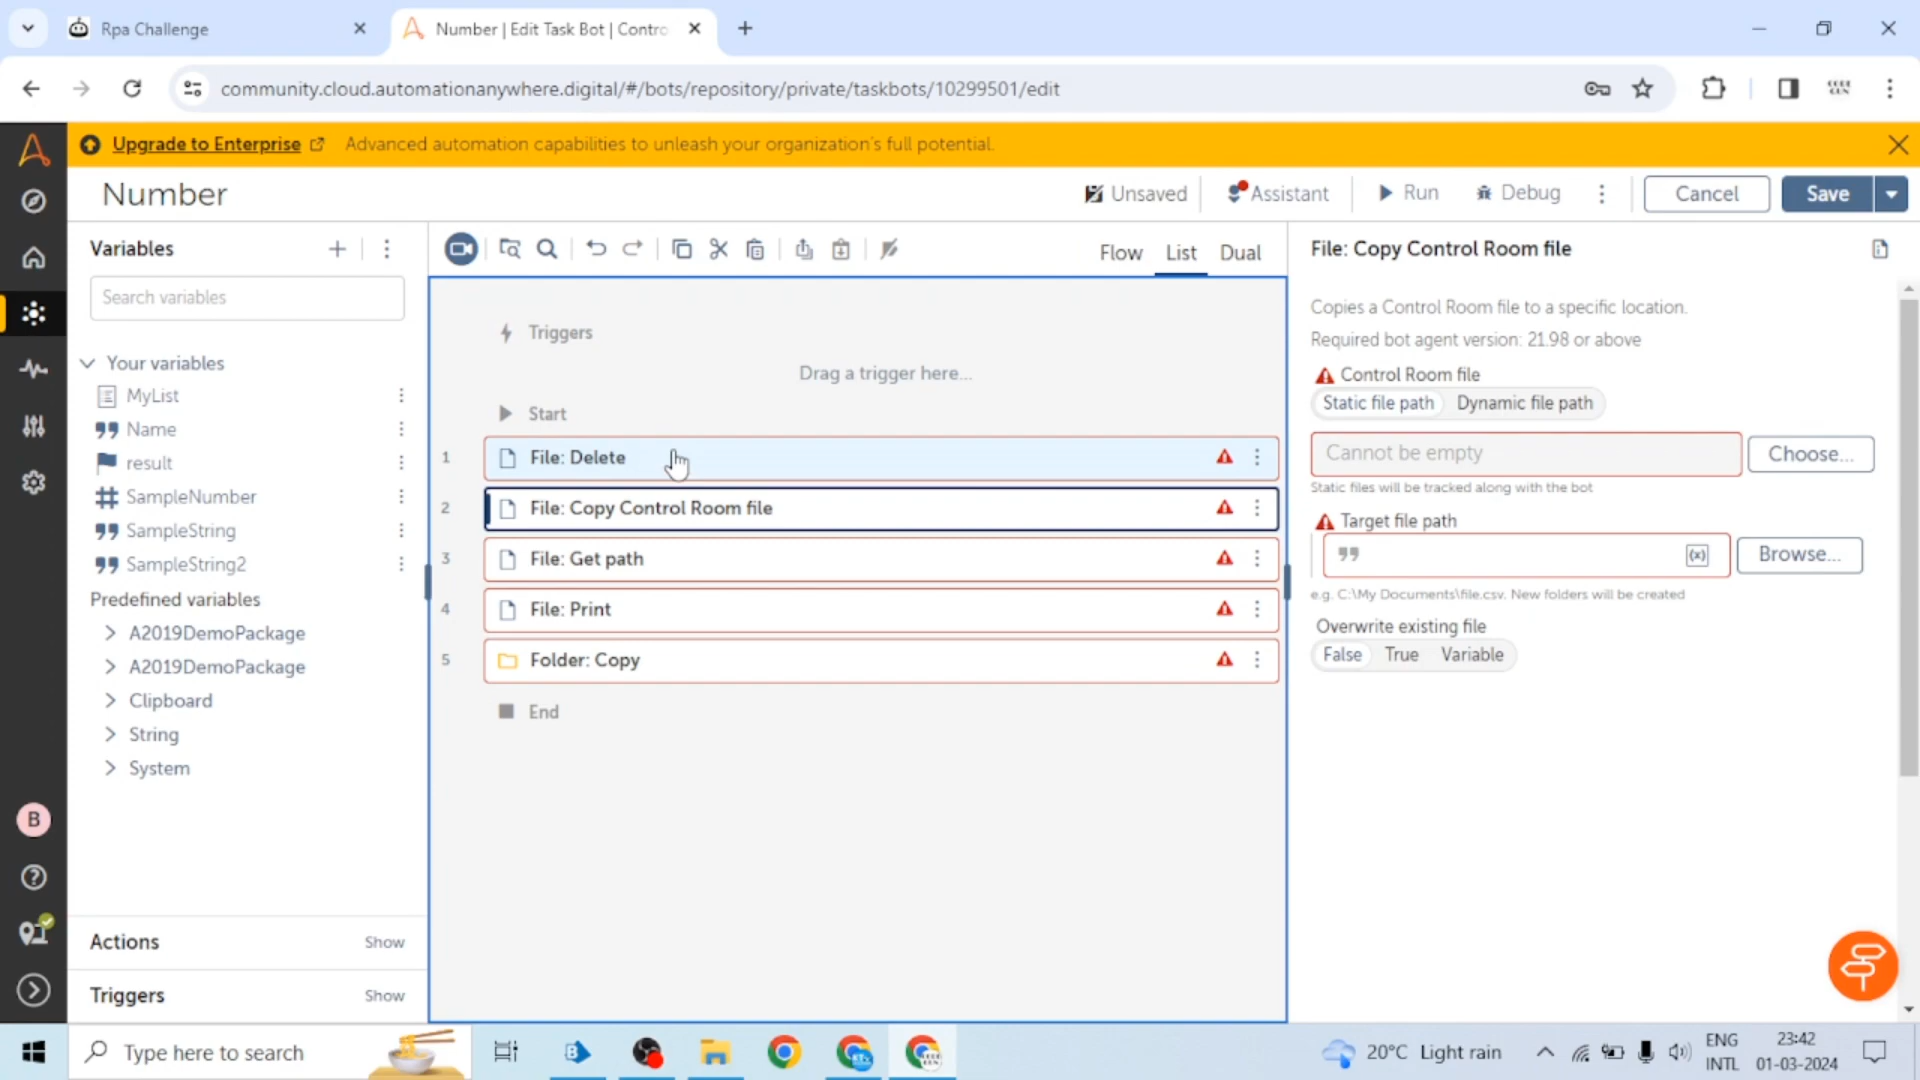 Rpa Challenge
Number | Edit Task Bot | Contro
community.cloud.automationanywhere.digital/#/bots/repository/private/taskbots/10299501/edit
Upgrade to Enterprise Advanced automation capabilities to unleash your organization's full potential.
Number
Unsaved
Assistant
Run
Debug
Cancel
Save
Variables
Search variables
Your variables
MyList
Name
result
SampleNumber
SampleString
SampleString2
Predefined variables
A2019DemoPackage
A2019DemoPackage
Clipboard
String
System
Actions Show
Triggers Show
Flow List Dual
Triggers
Drag a trigger here...
Start
1 File: Delete
2 File: Copy Control Room file
3 File: Get path
4 File: Print
5 Folder: Copy
End
File: Copy Control Room file
Copies a Control Room file to a specific location.
Required bot agent version: 21.98 or above
Control Room file
Static file path Dynamic file path
Cannot be empty
Choose...
Static files will be tracked along with the bot
Target file path
(x)
Browse...
e.g. C:\My Documents\file.csv. New folders will be created
Overwrite existing file
False True Variable
B
Type here to search
20°C Light rain
ENG
INTL
23:42
01-03-2024